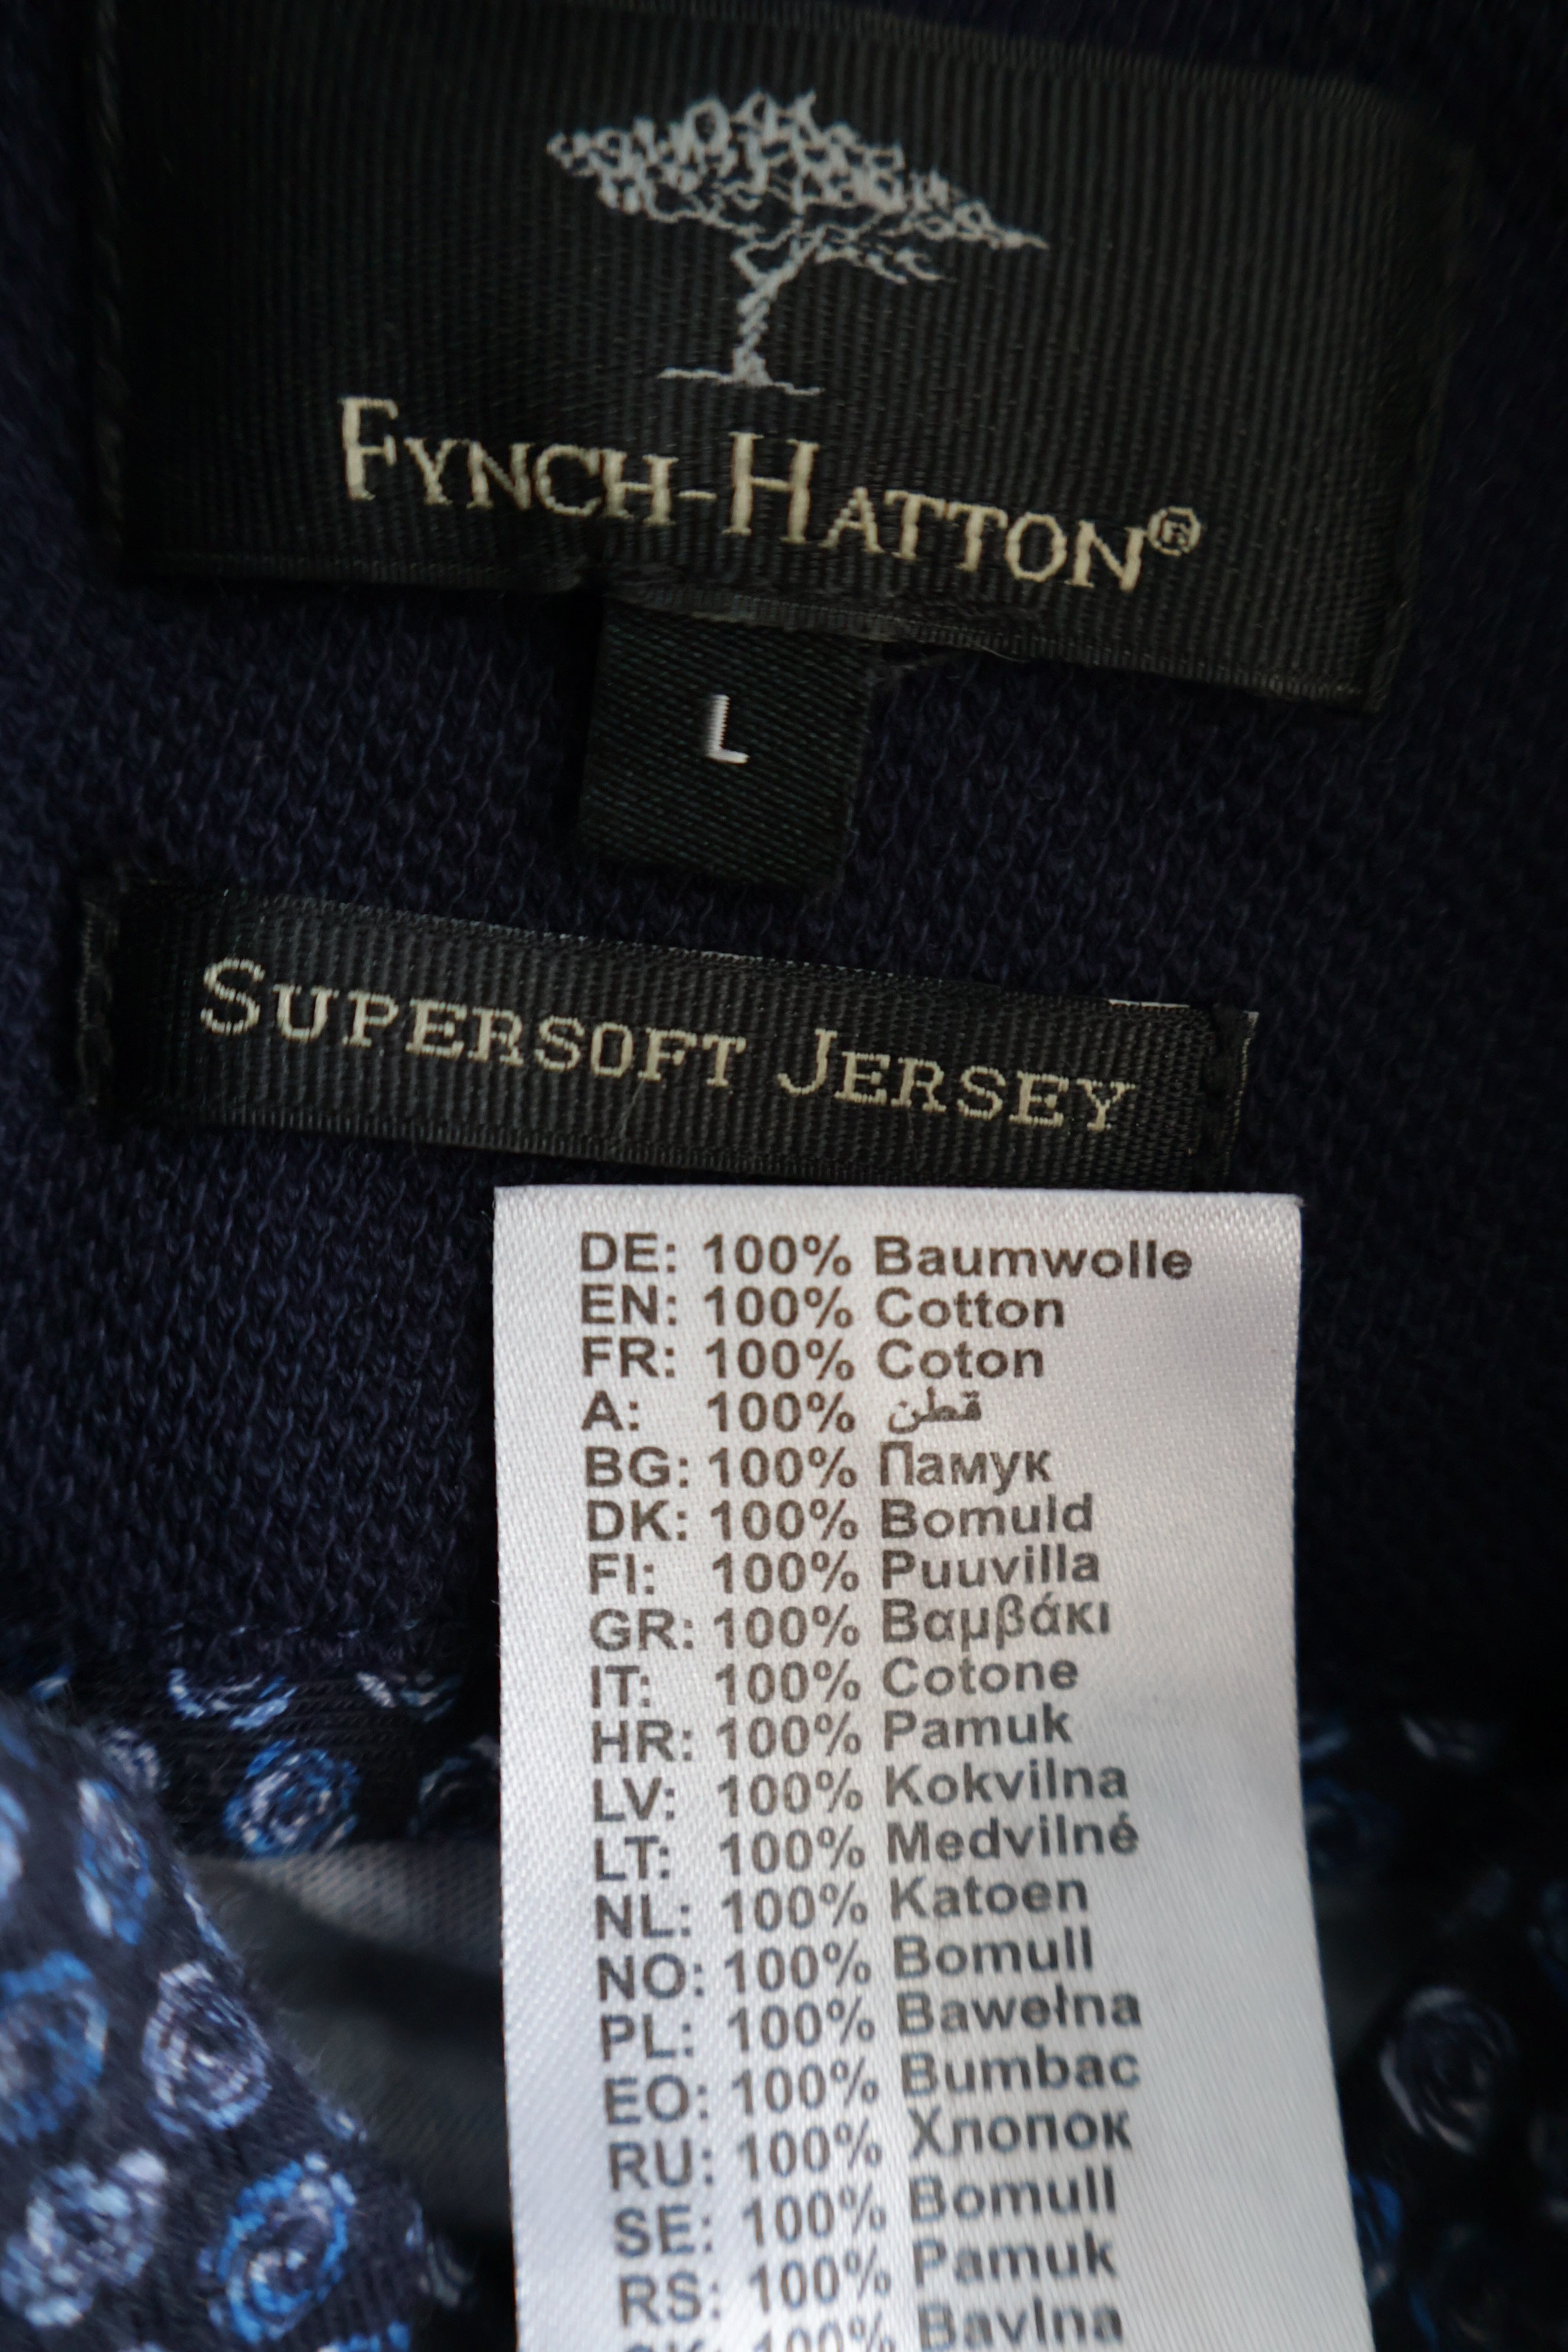 FYNCH-HATTON®
L
SUPERSOFT JERSEY
DE: 100% Baumwolle
EN: 100% Cotton
FR: 100% Coton
A: 100% قطن
BG: 100% Памук
DK: 100% Bomuld
FI: 100% Puuvilla
GR: 100% Βαμβάκι
IT: 100% Cotone
HR: 100% Pamuk
LV: 100% Kokvilna
LT: 100% Medvilné
NL: 100% Katoen
NO: 100% Bomull
PL: 100% Bawełna
EO: 100% Bumbac
RU: 100% Хлопок
SE: 100% Bomull
RS: 100% Pamuk
100% Bavlna